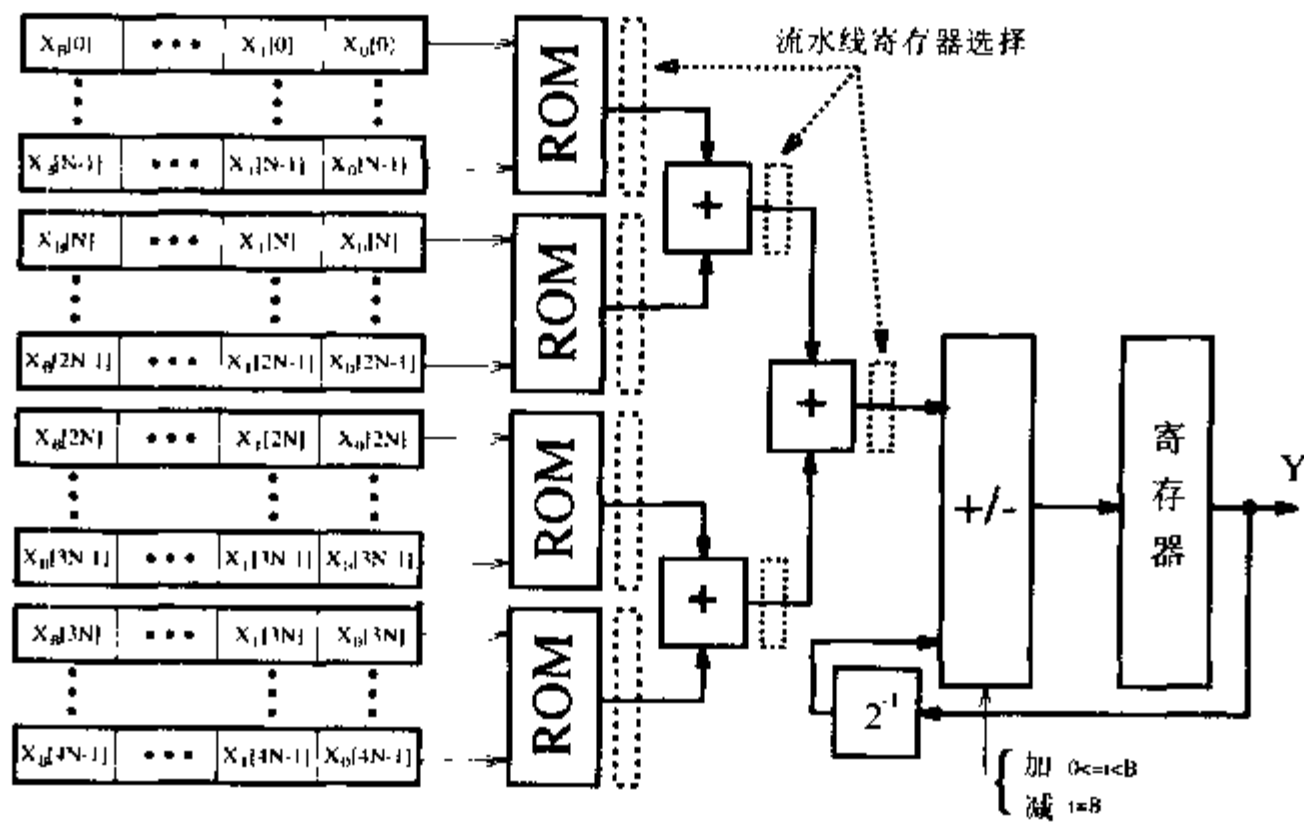 X_B[0] ••• X_1[0] X_0[0]
X_B[N-1] ••• X_1[N-1] X_0[N-1]
X_B[N] ••• X_1[N] X_0[N]
X_B[2N-1] ••• X_1[2N-1] X_0[2N-1]
X_B[2N] ••• X_1[2N] X_0[2N]
X_B[3N-1] ••• X_1[3N-1] X_0[3N-1]
X_B[3N] ••• X_1[3N] X_0[3N]
X_B[4N-1] ••• X_1[4N-1] X_0[4N-1]
ROM
ROM
ROM
ROM
流水线寄存器选择
+
+
+
+/-
寄存器
Y
2^-1
加 0<=i<B
减 i=B